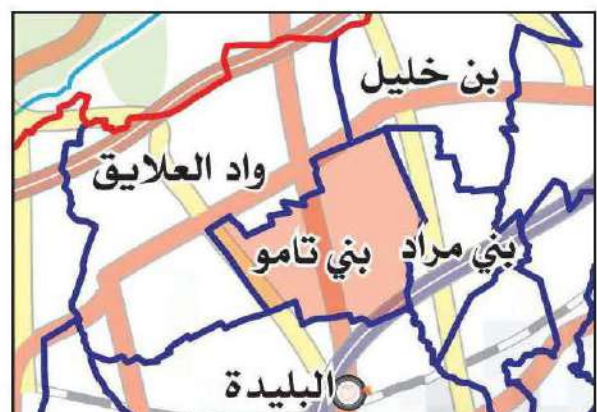 بن خليل
واد العلايق
بني تامو
بني مراد
البليدة